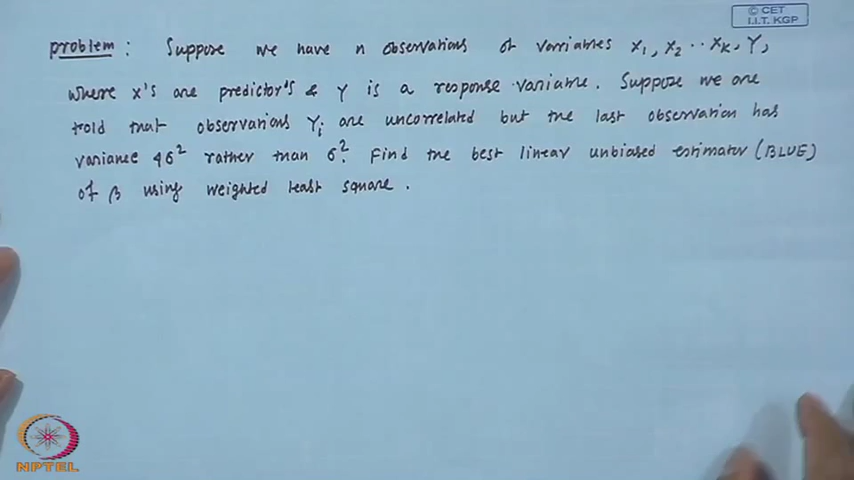 © CET
I.I.T. KGP
problem : Suppose we have n observations of variables X1, X2 ·· XK, Y,
where X's are predictor's & Y is a response variable. Suppose we are
told that observations Yi are uncorrelated but the last observation has
variance 4σ² rather than σ². Find the best linear unbiased estimator (BLUE)
of β using weighted least square.
NPTEL